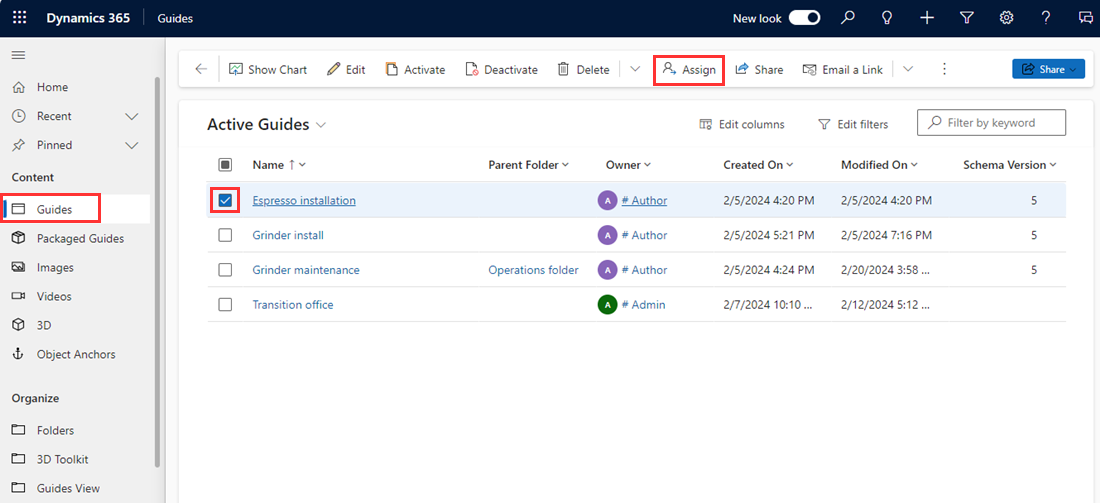 Dynamics 365 Guides New look
Show Chart Edit Activate Deactivate Delete Assign Share Email a Link Share
Home
Recent
Pinned
Content
Guides
Packaged Guides
Images
Videos
3D
Object Anchors
Organize
Folders
3D Toolkit
Guides View
Active Guides Edit columns Edit filters Filter by keyword
Name ↑ Parent Folder Owner Created On Modified On Schema Version
Espresso installation A # Author 2/5/2024 4:20 PM 2/5/2024 4:20 PM 5
Grinder install A # Author 2/5/2024 5:21 PM 2/5/2024 7:16 PM 5
Grinder maintenance Operations folder A # Author 2/5/2024 4:24 PM 2/20/2024 3:58 ... 5
Transition office A # Admin 2/7/2024 10:10 ... 2/12/2024 5:12 ...